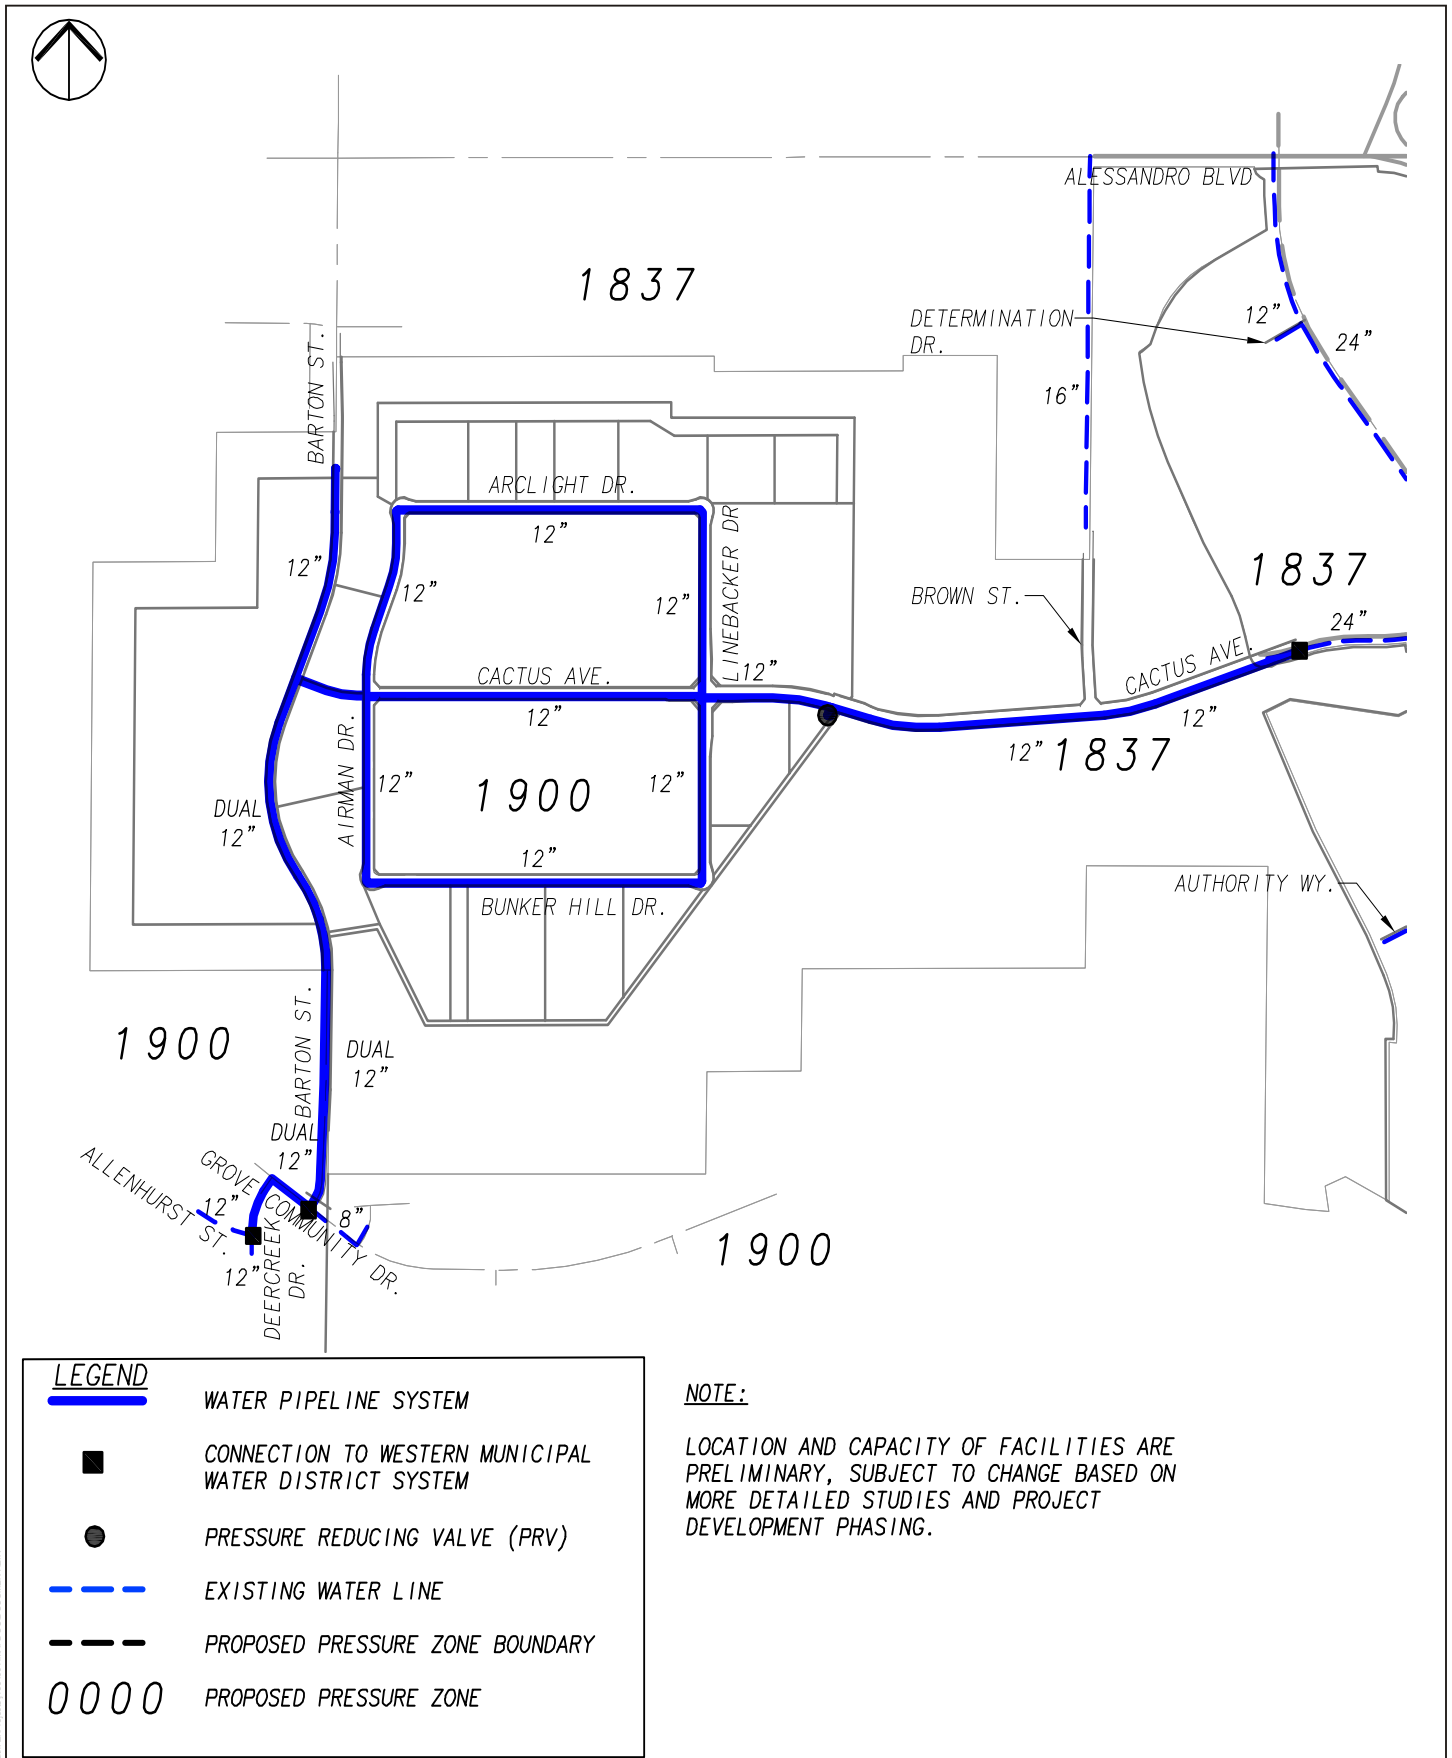 ALESSANDRO BLVD
1837
DETERMINATION
DR.
12”
24”
BARTON ST.
16”
ARCLIGHT DR.
12”
LINEBACKER DR
12”
12”
12”
1837
BROWN ST.
24”
CACTUS AVE.
12”
CACTUS AVE.
12”
12”
12” 1837
AIRMAN DR.
12”
1900
12”
DUAL
12”
12”
AUTHORITY WY.
BUNKER HILL DR.
BARTON ST.
1900
DUAL
12”
DUAL
12”
ALLENHURST ST.
GROVE COMMUNITY DR.
12”
8”
12”
DEERCREEK
DR.
1900
LEGEND
WATER PIPELINE SYSTEM
CONNECTION TO WESTERN MUNICIPAL
WATER DISTRICT SYSTEM
PRESSURE REDUCING VALVE (PRV)
EXISTING WATER LINE
PROPOSED PRESSURE ZONE BOUNDARY
0000 PROPOSED PRESSURE ZONE
NOTE:
LOCATION AND CAPACITY OF FACILITIES ARE
PRELIMINARY, SUBJECT TO CHANGE BASED ON
MORE DETAILED STUDIES AND PROJECT
DEVELOPMENT PHASING.